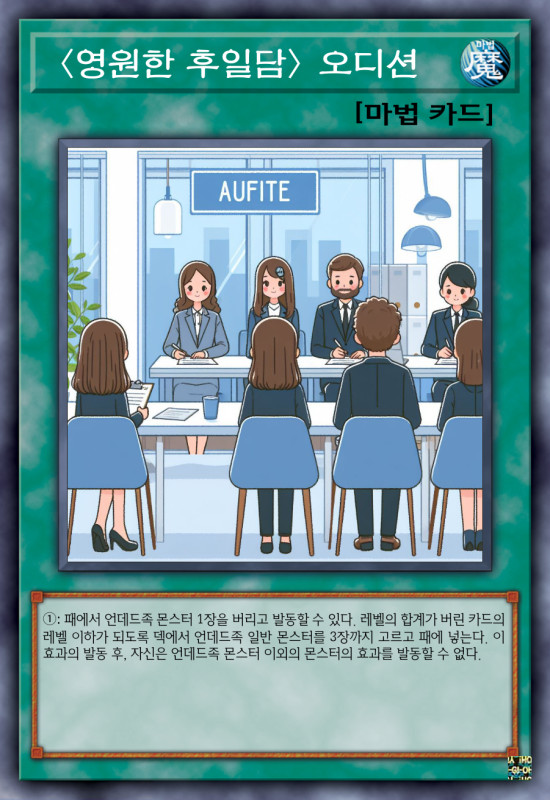 〈영원한 후일담〉 오디션
마법
魔
[마법 카드]
AUFITE
①: 패에서 언데드족 몬스터 1장을 버리고 발동할 수 있다. 레벨의 합계가 버린 카드의
레벨 이하가 되도록 덱에서 언데드족 일반 몬스터를 3장까지 고르고 패에 넣는다. 이
효과의 발동 후, 자신은 언데드족 몬스터 이외의 몬스터의 효과를 발동할 수 없다.